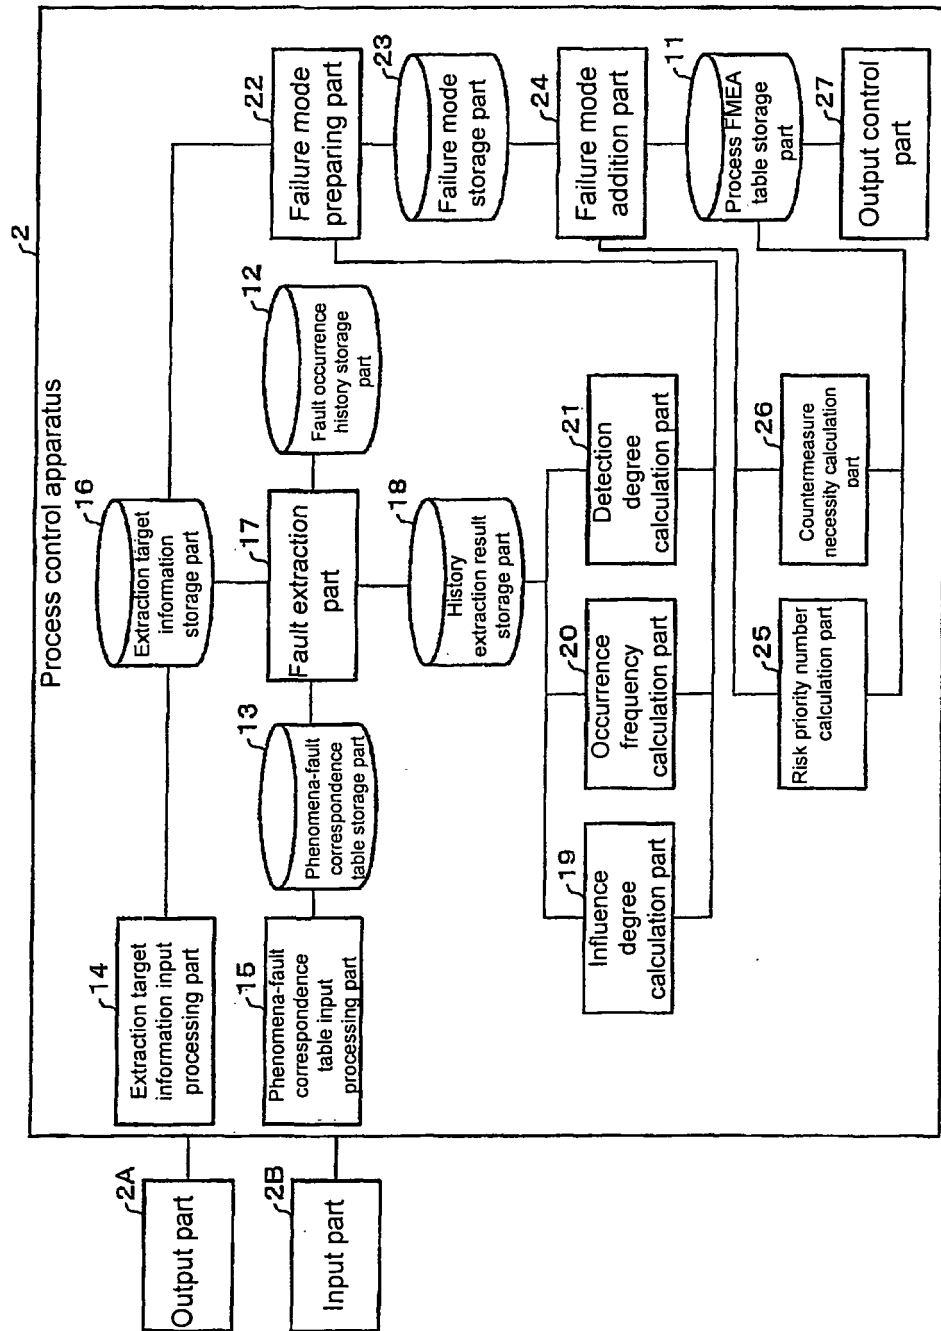 2
Process control apparatus
2A
Output part
2B
Input part
14
Extraction target
information input
processing part
15
Phenomena-fault
correspondence
table input
processing part
16
Extraction target
information
storage part
13
Phenomena-fault
correspondence
table storage part
17
Fault extraction
part
12
Fault occurrence
history storage
part
18
History
extraction result
storage part
19
Influence
degree
calculation part
20
Occurrence
frequency
calculation part
21
Detection
degree
calculation part
22
Failure mode
preparing part
23
Failure mode
storage part
24
Failure mode
addition part
25
Risk priority number
calculation part
26
Countermeasure
necessity calculation
part
11
Process FMEA
table storage
part
27
Output control
part